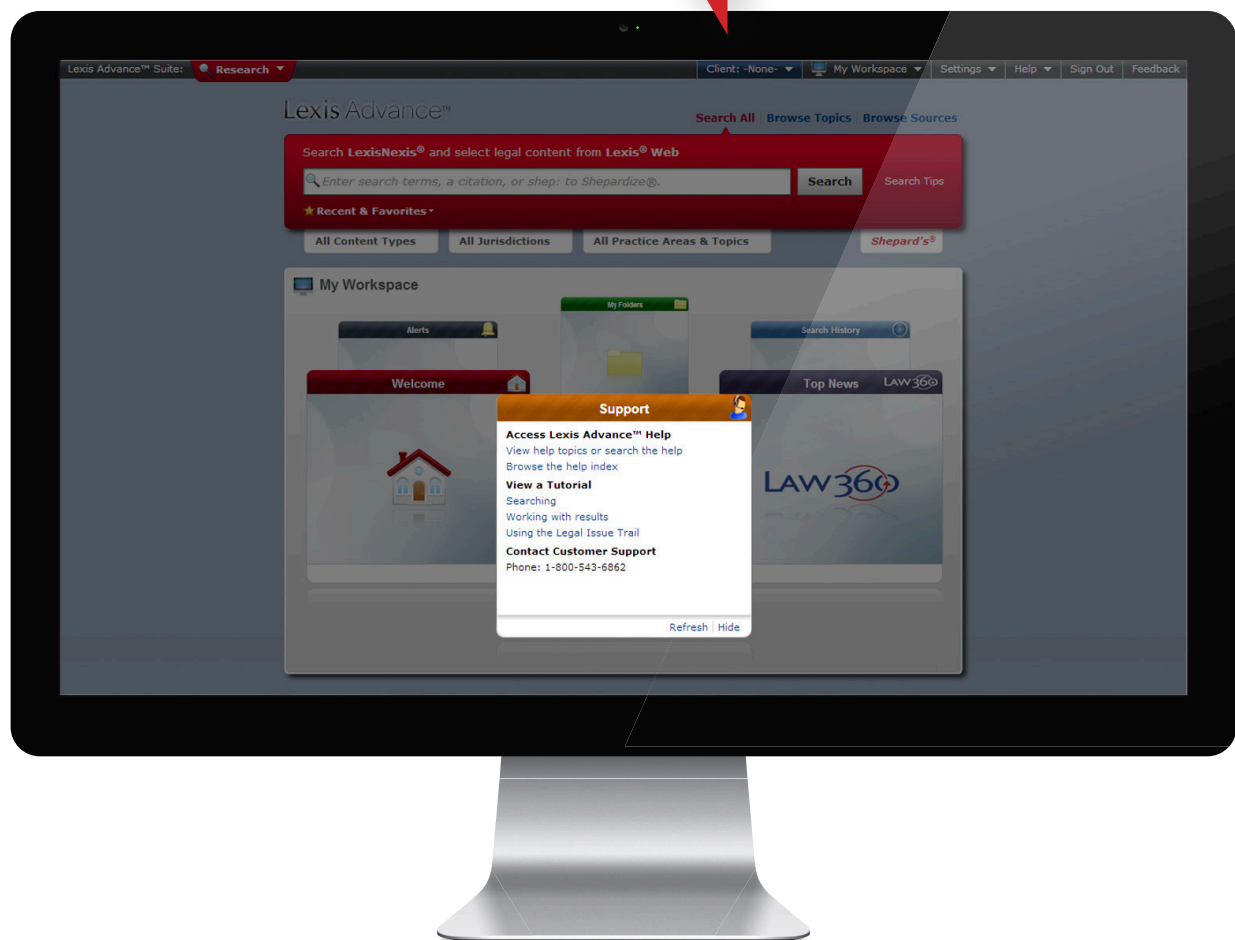 Lexis Advance™ Suite: Research Client: -None- My Workspace Settings Help Sign Out Feedback
Lexis Advance™
Search All Browse Topics Browse Sources
Search LexisNexis® and select legal content from Lexis® Web
Enter search terms, a citation, or shep: to Shepardize®. Search Search Tips
Recent & Favorites
All Content Types All Jurisdictions All Practice Areas & Topics Shepard's®
My Workspace
My Folders
Alerts Search History
Welcome Top News LAW360
Support
Access Lexis Advance™ Help
View help topics or search the help
Browse the help index
View a Tutorial
Searching
Working with results
Using the Legal Issue Trail
Contact Customer Support
Phone: 1-800-543-6862
LAW360
Refresh Hide